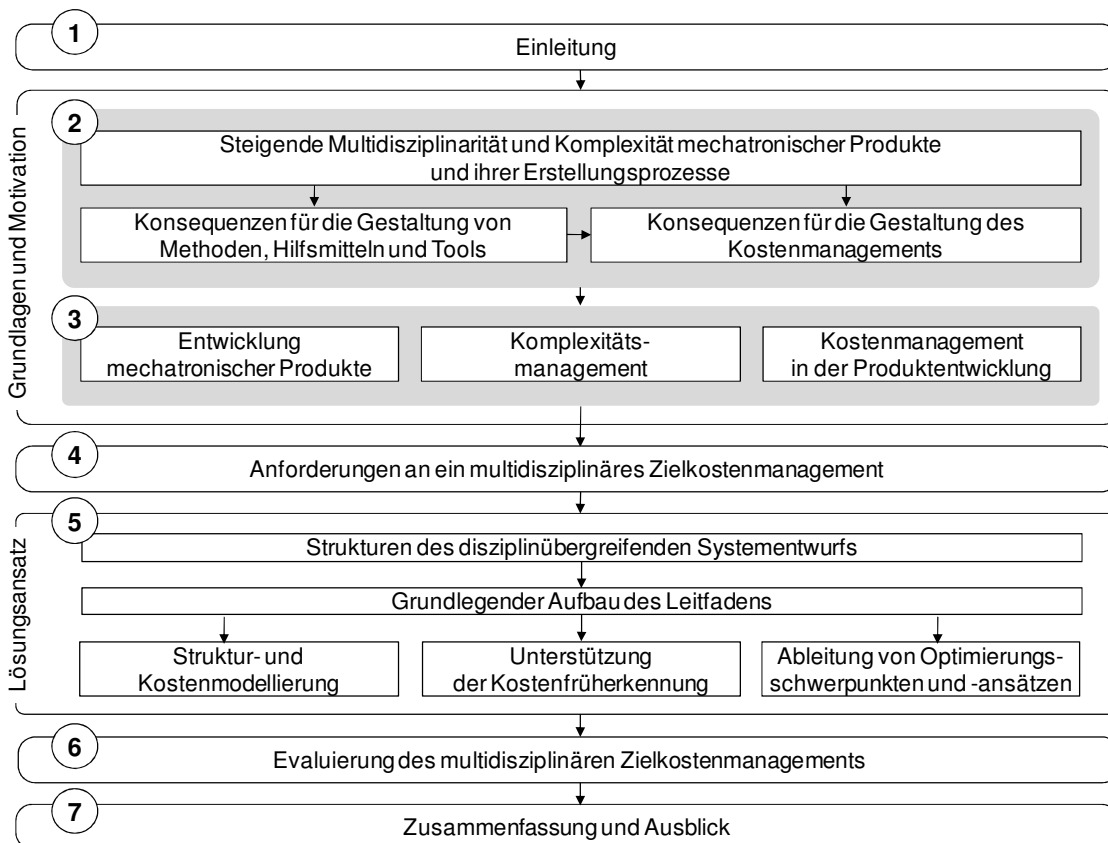 1
Einleitung
Grundlagen und Motivation
2
Steigende Multidisziplinarität und Komplexität mechatronischer Produkte
und ihrer Erstellungsprozesse
Konsequenzen für die Gestaltung von
Methoden, Hilfsmitteln und Tools
Konsequenzen für die Gestaltung des
Kostenmanagements
3
Entwicklung
mechatronischer Produkte
Komplexitäts-
management
Kostenmanagement
in der Produktentwicklung
4
Anforderungen an ein multidisziplinäres Zielkostenmanagement
Lösungsansatz
5
Strukturen des disziplinübergreifenden Systementwurfs
Grundlegender Aufbau des Leitfadens
Struktur- und
Kostenmodellierung
Unterstützung
der Kostenfrüherkennung
Ableitung von Optimierungs-
schwerpunkten und -ansätzen
6
Evaluierung des multidisziplinären Zielkostenmanagements
7
Zusammenfassung und Ausblick